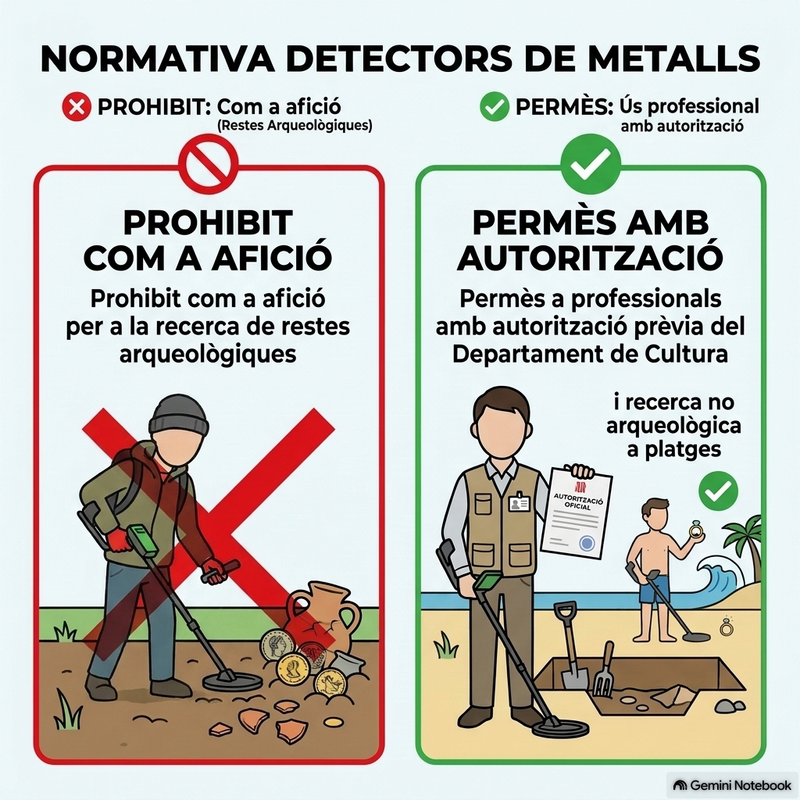 NORMATIVA DETECTORS DE METALLS
PROHIBIT: Com a afició
(Restes Arqueològiques)
PERMÈS: Ús professional
amb autorització
PROHIBIT
COM A AFICIÓ
Prohibit com a afició
per a la recerca de restes
arqueològiques
PERMÈS AMB
AUTORITZACIÓ
Permès a professionals
amb autorització prèvia del
Departament de Cultura
i recerca no
arqueològica
a platges
AUTORITZACIÓ
OFICIAL
Gemini Notebook